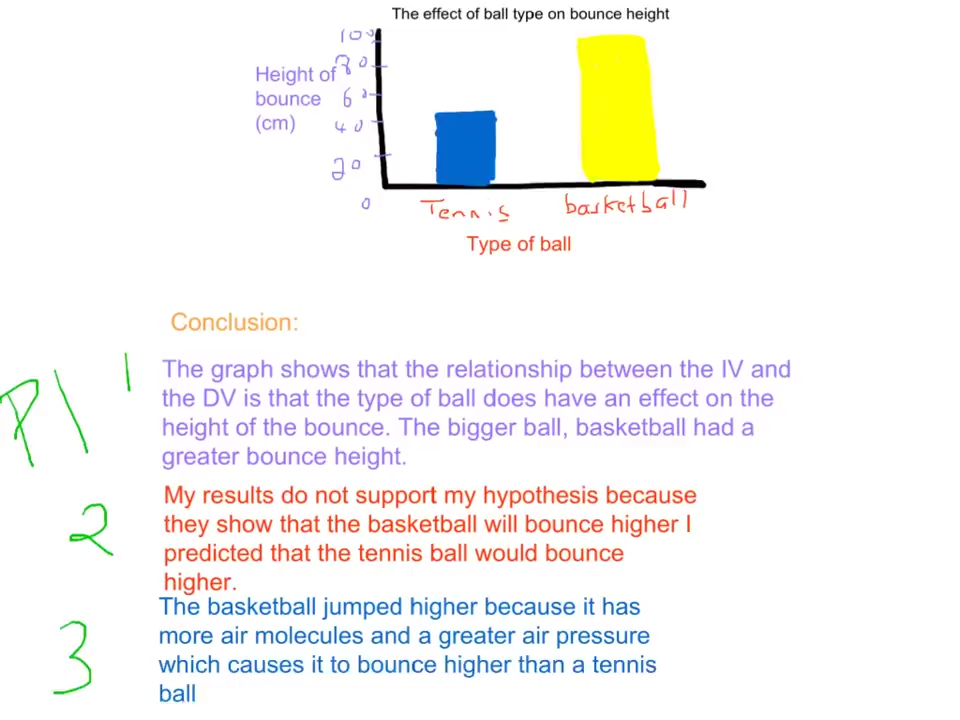 The effect of ball type on bounce height
100
80
Height of
bounce
(cm)
60
40
20
0
Tennis
basketball
Type of ball
Conclusion:
P1
1
The graph shows that the relationship between the IV and
the DV is that the type of ball does have an effect on the
height of the bounce. The bigger ball, basketball had a
greater bounce height.
2
My results do not support my hypothesis because
they show that the basketball will bounce higher I
predicted that the tennis ball would bounce
higher.
3
The basketball jumped higher because it has
more air molecules and a greater air pressure
which causes it to bounce higher than a tennis
ball